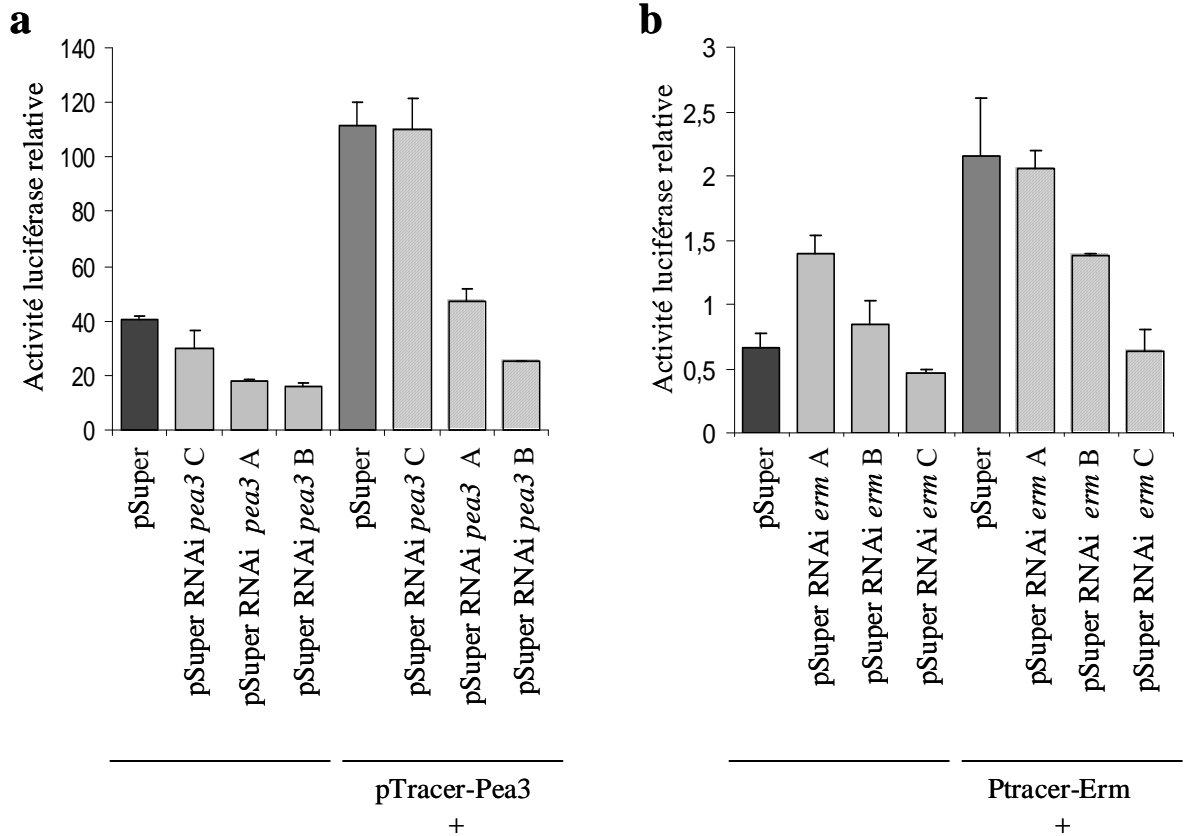 a
Activité luciférase relative
140
120
100
80
60
40
20
0
pSuper
pSuper RNAi pea3 C
pSuper RNAi pea3 A
pSuper RNAi pea3 B
pSuper
pSuper RNAi pea3 C
pSuper RNAi pea3 A
pSuper RNAi pea3 B
pTracer-Pea3
+
b
Activité luciférase relative
3
2,5
2
1,5
1
0,5
0
pSuper
pSuper RNAi erm A
pSuper RNAi erm B
pSuper RNAi erm C
pSuper
pSuper RNAi erm A
pSuper RNAi erm B
pSuper RNAi erm C
Ptracer-Erm
+